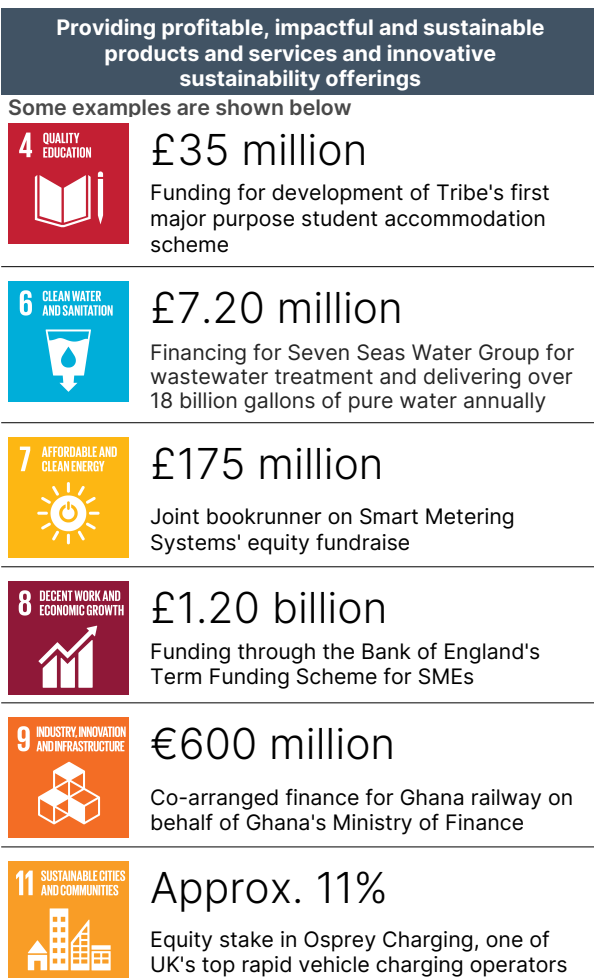 Providing profitable, impactful and sustainable
products and services and innovative
sustainability offerings
Some examples are shown below
4 QUALITY
EDUCATION
£35 million
Funding for development of Tribe's first
major purpose student accommodation
scheme
6 CLEAN WATER
AND SANITATION
£7.20 million
Financing for Seven Seas Water Group for
wastewater treatment and delivering over
18 billion gallons of pure water annually
7 AFFORDABLE AND
CLEAN ENERGY
£175 million
Joint bookrunner on Smart Metering
Systems' equity fundraise
8 DECENT WORK AND
ECONOMIC GROWTH
£1.20 billion
Funding through the Bank of England's
Term Funding Scheme for SMEs
9 INDUSTRY, INNOVATION
AND INFRASTRUCTURE
€600 million
Co-arranged finance for Ghana railway on
behalf of Ghana's Ministry of Finance
11 SUSTAINABLE CITIES
AND COMMUNITIES
Approx. 11%
Equity stake in Osprey Charging, one of
UK's top rapid vehicle charging operators